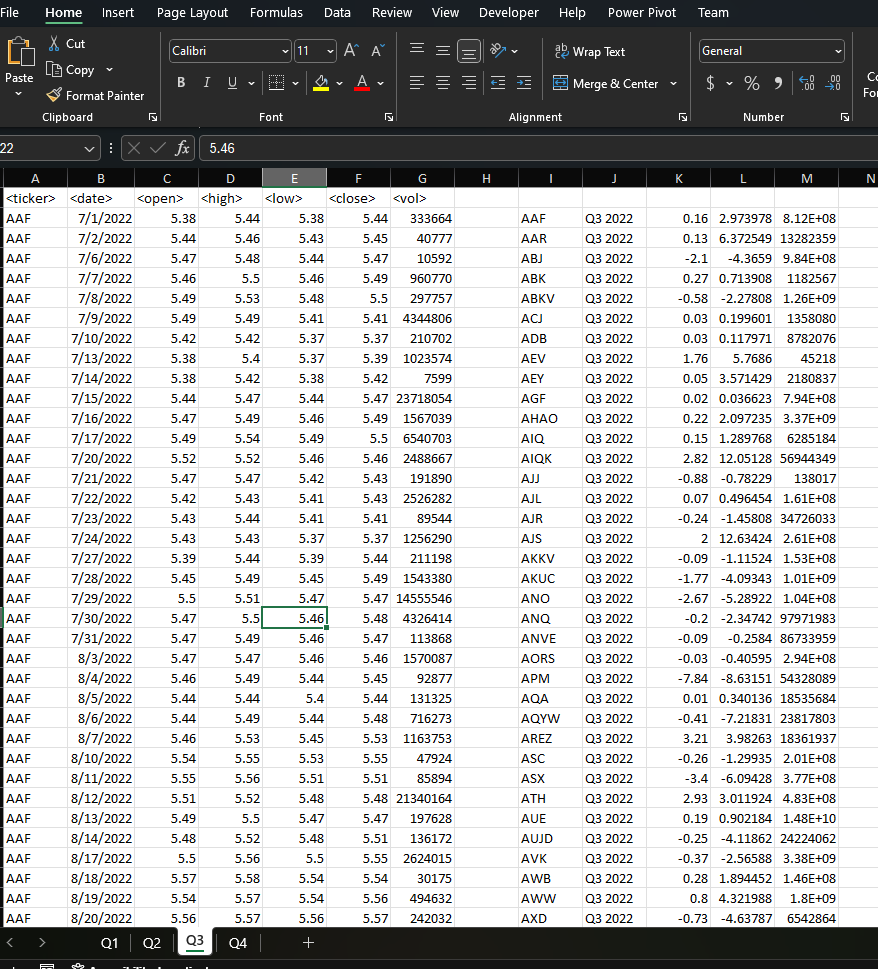 File Home Insert Page Layout Formulas Data Review View Developer Help Power Pivot Team
Cut
Copy
Paste
Format Painter
Calibri 11
B I U
Wrap Text
Merge & Center
General
$ %
Clipboard Font Alignment Number
22 fx 5.46
A B C D E F G H I J K L M N
<ticker> <date> <open> <high> <low> <close> <vol>
AAF 7/1/2022 5.38 5.44 5.38 5.44 333664 AAF Q3 2022 0.16 2.973978 8.12E+08
AAF 7/2/2022 5.44 5.46 5.43 5.45 40777 AAR Q3 2022 0.13 6.372549 13282359
AAF 7/6/2022 5.47 5.48 5.44 5.47 10592 ABJ Q3 2022 -2.1 -4.3659 9.84E+08
AAF 7/7/2022 5.46 5.5 5.46 5.49 960770 ABK Q3 2022 0.27 0.713908 1182567
AAF 7/8/2022 5.49 5.53 5.48 5.5 297757 ABKV Q3 2022 -0.58 -2.27808 1.26E+09
AAF 7/9/2022 5.49 5.49 5.41 5.41 4344806 ACJ Q3 2022 0.03 0.199601 1358080
AAF 7/10/2022 5.42 5.42 5.37 5.37 210702 ADB Q3 2022 0.03 0.117971 8782076
AAF 7/13/2022 5.38 5.4 5.37 5.39 1023574 AEV Q3 2022 1.76 5.7686 45218
AAF 7/14/2022 5.38 5.42 5.38 5.42 7599 AEY Q3 2022 0.05 3.571429 2180837
AAF 7/15/2022 5.44 5.47 5.44 5.47 23718054 AGF Q3 2022 0.02 0.036623 7.94E+08
AAF 7/16/2022 5.47 5.49 5.46 5.49 1567039 AHAO Q3 2022 0.22 2.097235 3.37E+09
AAF 7/17/2022 5.49 5.54 5.49 5.5 6540703 AIQ Q3 2022 0.15 1.289768 6285184
AAF 7/20/2022 5.52 5.52 5.46 5.46 2488667 AIQK Q3 2022 2.82 12.05128 56944349
AAF 7/21/2022 5.47 5.47 5.42 5.43 191890 AJJ Q3 2022 -0.88 -0.78229 138017
AAF 7/22/2022 5.42 5.43 5.41 5.43 2526282 AJL Q3 2022 0.07 0.496454 1.61E+08
AAF 7/23/2022 5.43 5.44 5.41 5.41 89544 AJR Q3 2022 -0.24 -1.45808 34726033
AAF 7/24/2022 5.43 5.43 5.37 5.37 1256290 AJS Q3 2022 2 12.63424 2.61E+08
AAF 7/27/2022 5.39 5.44 5.39 5.44 211198 AKKV Q3 2022 -0.09 -1.11524 1.53E+08
AAF 7/28/2022 5.45 5.49 5.45 5.49 1543380 AKUC Q3 2022 -1.77 -4.09343 1.01E+09
AAF 7/29/2022 5.5 5.51 5.47 5.47 14555546 ANO Q3 2022 -2.67 -5.28922 1.04E+08
AAF 7/30/2022 5.47 5.5 5.46 5.48 4326414 ANQ Q3 2022 -0.2 -2.34742 97971983
AAF 7/31/2022 5.47 5.49 5.46 5.47 113868 ANVE Q3 2022 -0.09 -0.2584 86733959
AAF 8/3/2022 5.47 5.47 5.46 5.46 1570087 AORS Q3 2022 -0.03 -0.40595 2.94E+08
AAF 8/4/2022 5.46 5.49 5.44 5.45 92877 APM Q3 2022 -7.84 -8.63151 54328089
AAF 8/5/2022 5.44 5.44 5.4 5.44 131325 AQA Q3 2022 0.01 0.340136 18535684
AAF 8/6/2022 5.44 5.49 5.44 5.48 716273 AQYW Q3 2022 -0.41 -7.21831 23817803
AAF 8/7/2022 5.46 5.53 5.45 5.53 1163753 AREZ Q3 2022 3.21 3.98263 18361937
AAF 8/10/2022 5.54 5.55 5.53 5.55 47924 ASC Q3 2022 -0.26 -1.29935 2.01E+08
AAF 8/11/2022 5.55 5.56 5.51 5.51 85894 ASX Q3 2022 -3.4 -6.09428 3.77E+08
AAF 8/12/2022 5.51 5.52 5.48 5.48 21340164 ATH Q3 2022 2.93 3.011924 4.83E+08
AAF 8/13/2022 5.49 5.5 5.47 5.47 197628 AUE Q3 2022 0.19 0.902184 1.48E+10
AAF 8/14/2022 5.48 5.52 5.48 5.51 136172 AUJD Q3 2022 -0.25 -4.11862 24224062
AAF 8/17/2022 5.5 5.56 5.5 5.55 2624015 AVK Q3 2022 -0.37 -2.56588 3.38E+09
AAF 8/18/2022 5.57 5.58 5.54 5.54 30175 AWB Q3 2022 0.28 1.894452 1.46E+08
AAF 8/19/2022 5.54 5.57 5.54 5.56 494632 AWW Q3 2022 0.8 4.321988 1.8E+09
AAF 8/20/2022 5.56 5.57 5.56 5.57 242032 AXD Q3 2022 -0.73 -4.63787 6542864
Q1 Q2 Q3 Q4